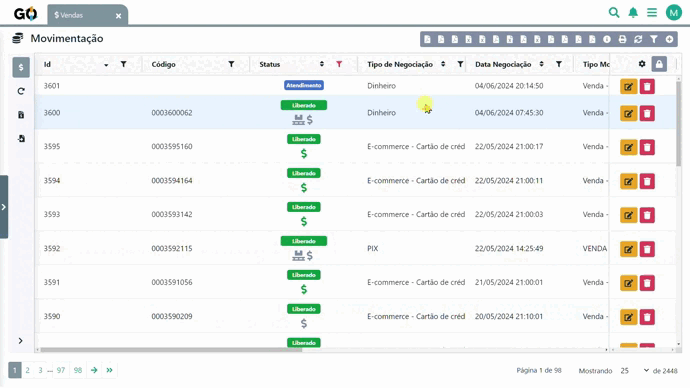 GO $ Vendas × M
Movimentação
Id Código Status Tipo de Negociação Data Negociação Tipo Mo
3601 Atendimento Dinheiro 04/06/2024 20:14:50 Venda -
3600 0003600062 Liberado $ Dinheiro 04/06/2024 07:45:30 Venda -
3595 0003595160 Liberado $ E-commerce - Cartão de créd 22/05/2024 21:00:17 Venda -
3594 0003594164 Liberado $ E-commerce - Cartão de créd 22/05/2024 21:00:11 Venda -
3593 0003593142 Liberado $ E-commerce - Cartão de créd 22/05/2024 21:00:03 Venda -
3592 0003592115 Liberado $ PIX 22/05/2024 14:25:49 VENDA
3591 0003591056 Liberado $ E-commerce - Cartão de créd 21/05/2024 21:00:01 Venda -
3590 0003590209 Liberado $ E-commerce - Cartão de créd 20/05/2024 21:10:01 Venda -
Liberado
1 2 3 ... 97 98 Página 1 de 98 Mostrando 25 de 2448